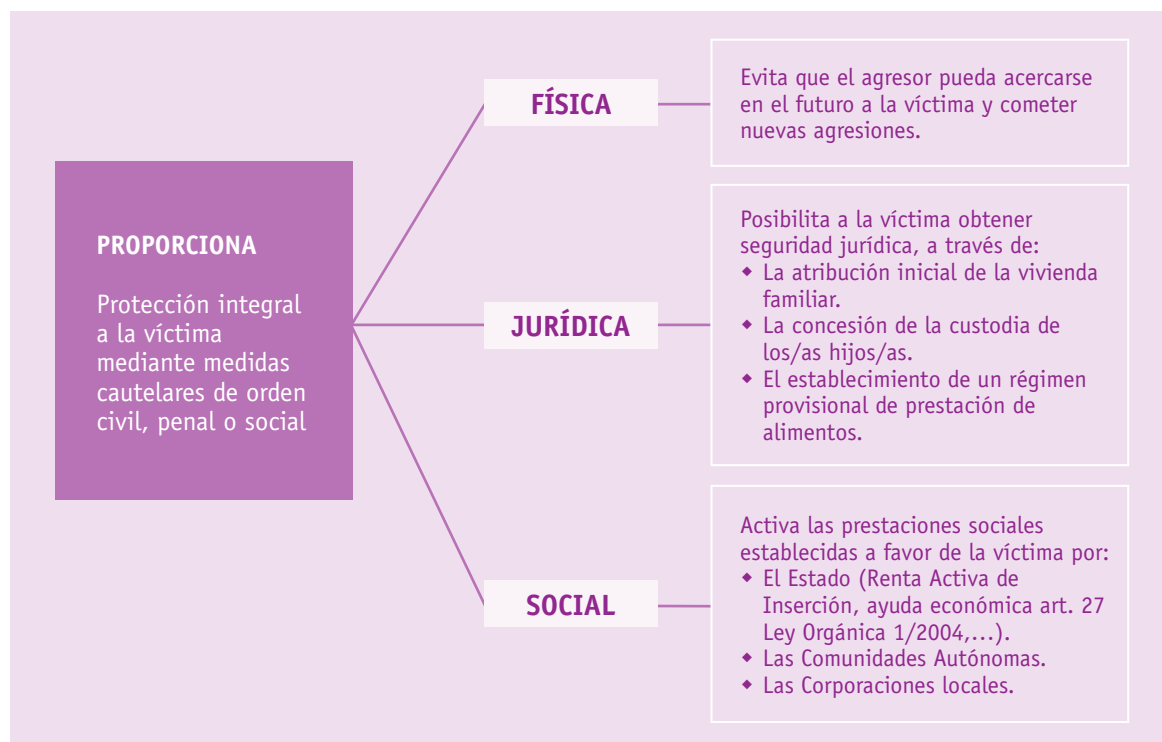 PROPORCIONA
Protección integral
a la víctima
mediante medidas
cautelares de orden
civil, penal o social
FÍSICA
Evita que el agresor pueda acercarse
en el futuro a la víctima y cometer
nuevas agresiones.
JURÍDICA
Posibilita a la víctima obtener
seguridad jurídica, a través de:
◆ La atribución inicial de la vivienda
familiar.
◆ La concesión de la custodia de
los/as hijos/as.
◆ El establecimiento de un régimen
provisional de prestación de
alimentos.
SOCIAL
Activa las prestaciones sociales
establecidas a favor de la víctima por:
◆ El Estado (Renta Activa de
Inserción, ayuda económica art. 27
Ley Orgánica 1/2004,...).
◆ Las Comunidades Autónomas.
◆ Las Corporaciones locales.